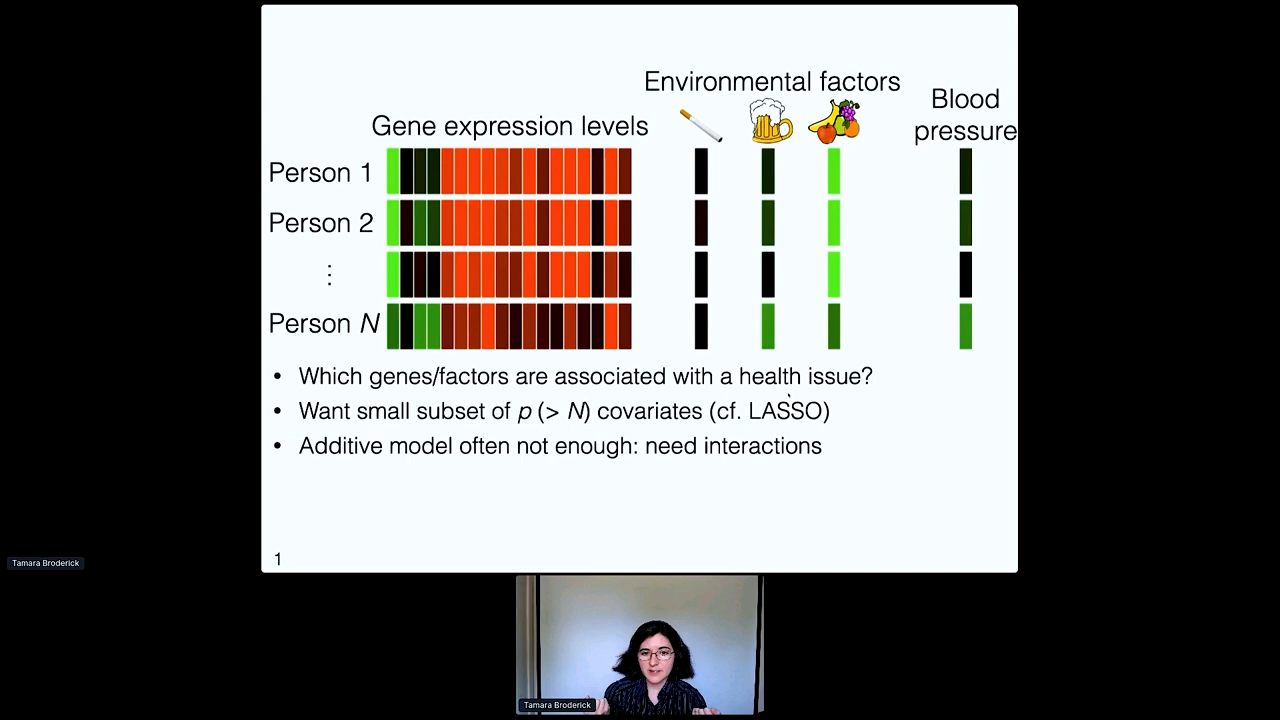 Environmental factors
Blood
pressure
Gene expression levels
Person 1
Person 2
⋮
Person N
• Which genes/factors are associated with a health issue?
• Want small subset of p (> N) covariates (cf. LASSO)
• Additive model often not enough: need interactions
1
Tamara Broderick
Tamara Broderick